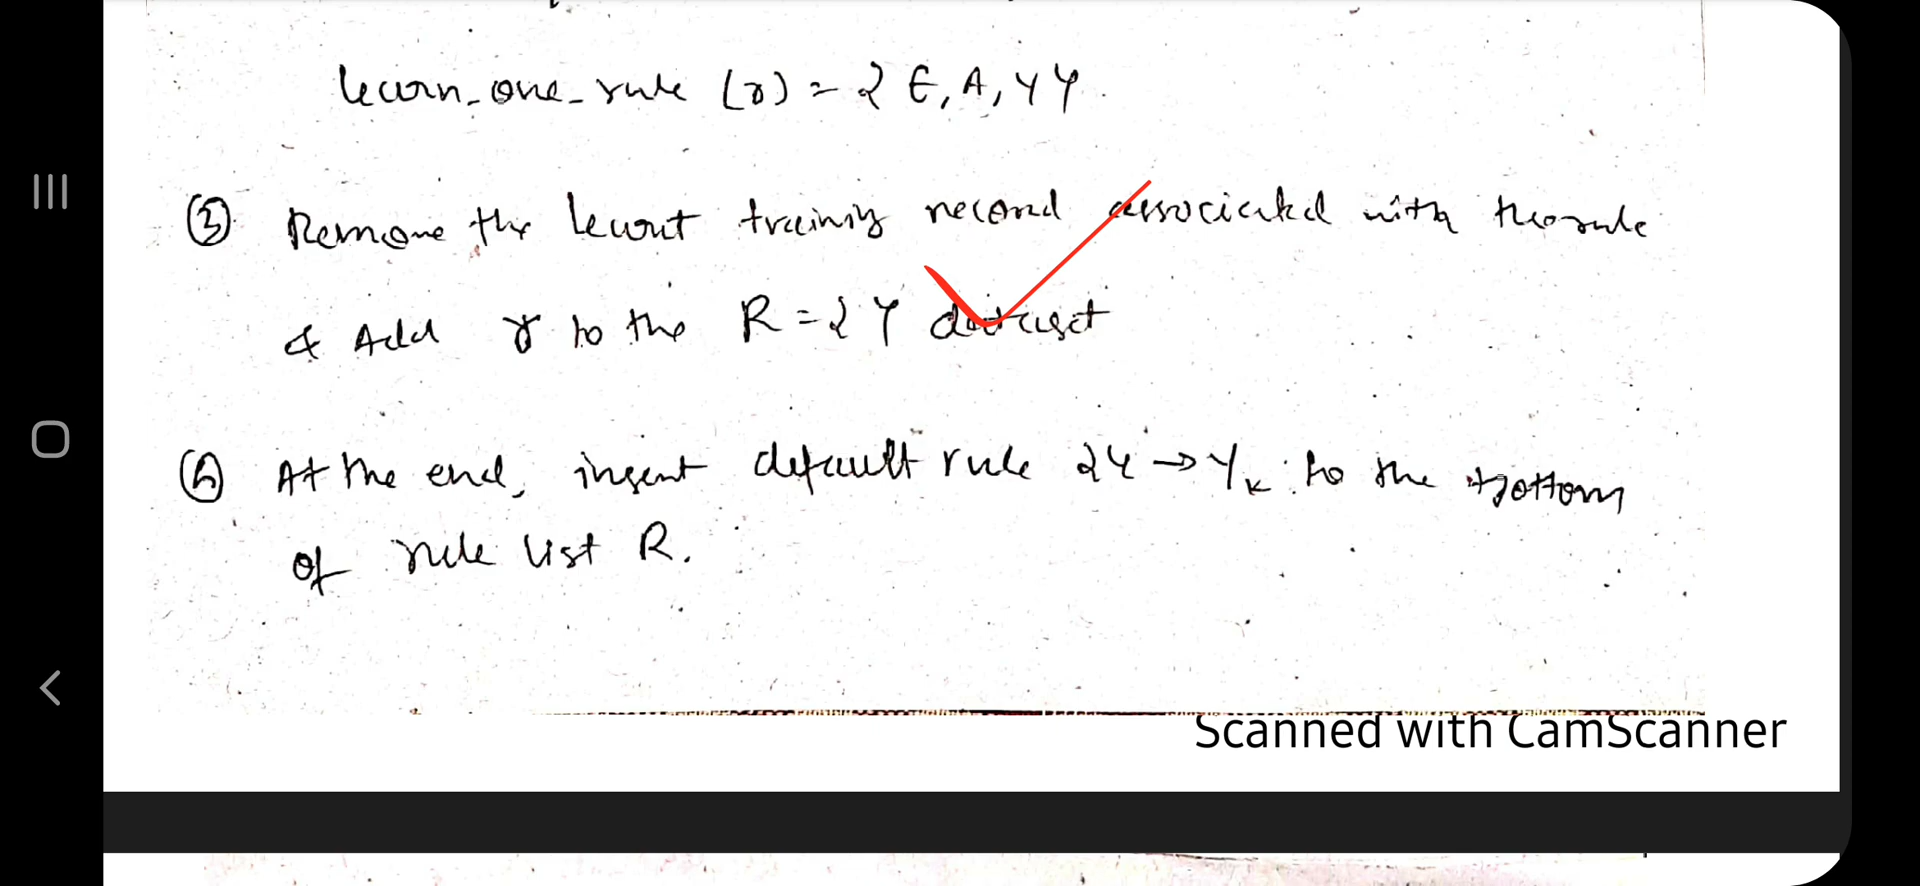 learn_one_rule (r) = { E, A, y }.
③ Remove the learnt training record associated with the rule
& Add r to the R = { } dataset
④ At the end, insert default rule { } → yₖ to the bottom
of rule list R.
Scanned with CamScanner